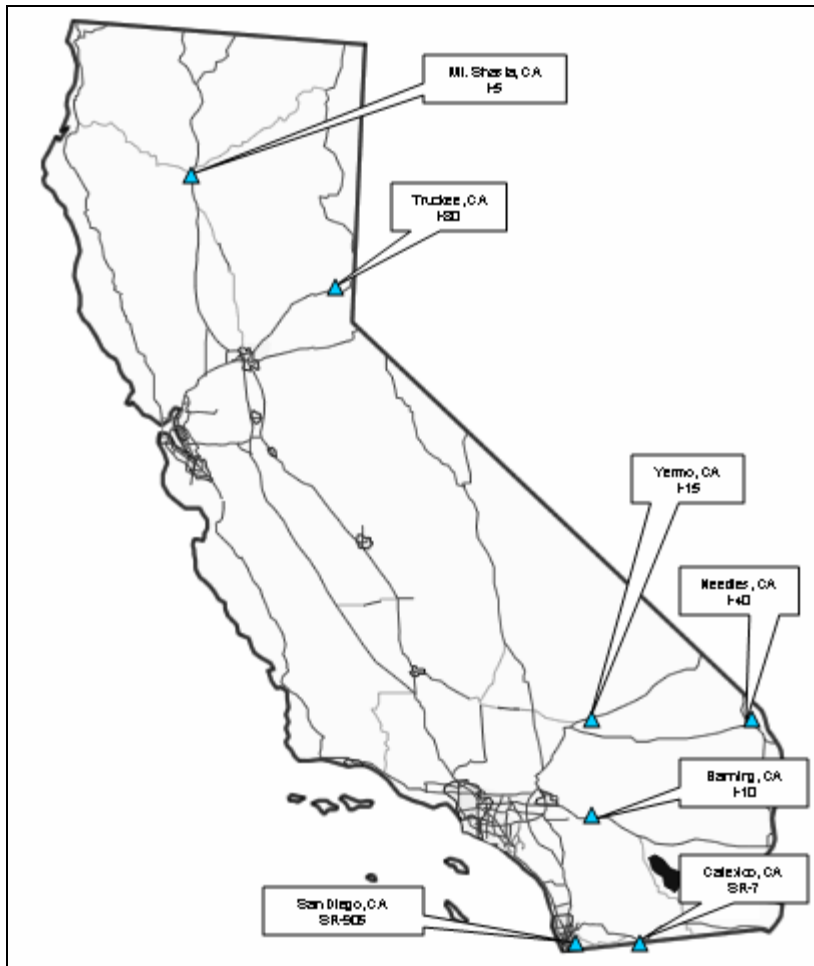 Mt. Shasta, CA
I-5
Truckee, CA
I-80
Yermo, CA
I-15
Needles, CA
I-40
Banning, CA
I-10
Calexico, CA
SR-7
San Diego, CA
SR-905